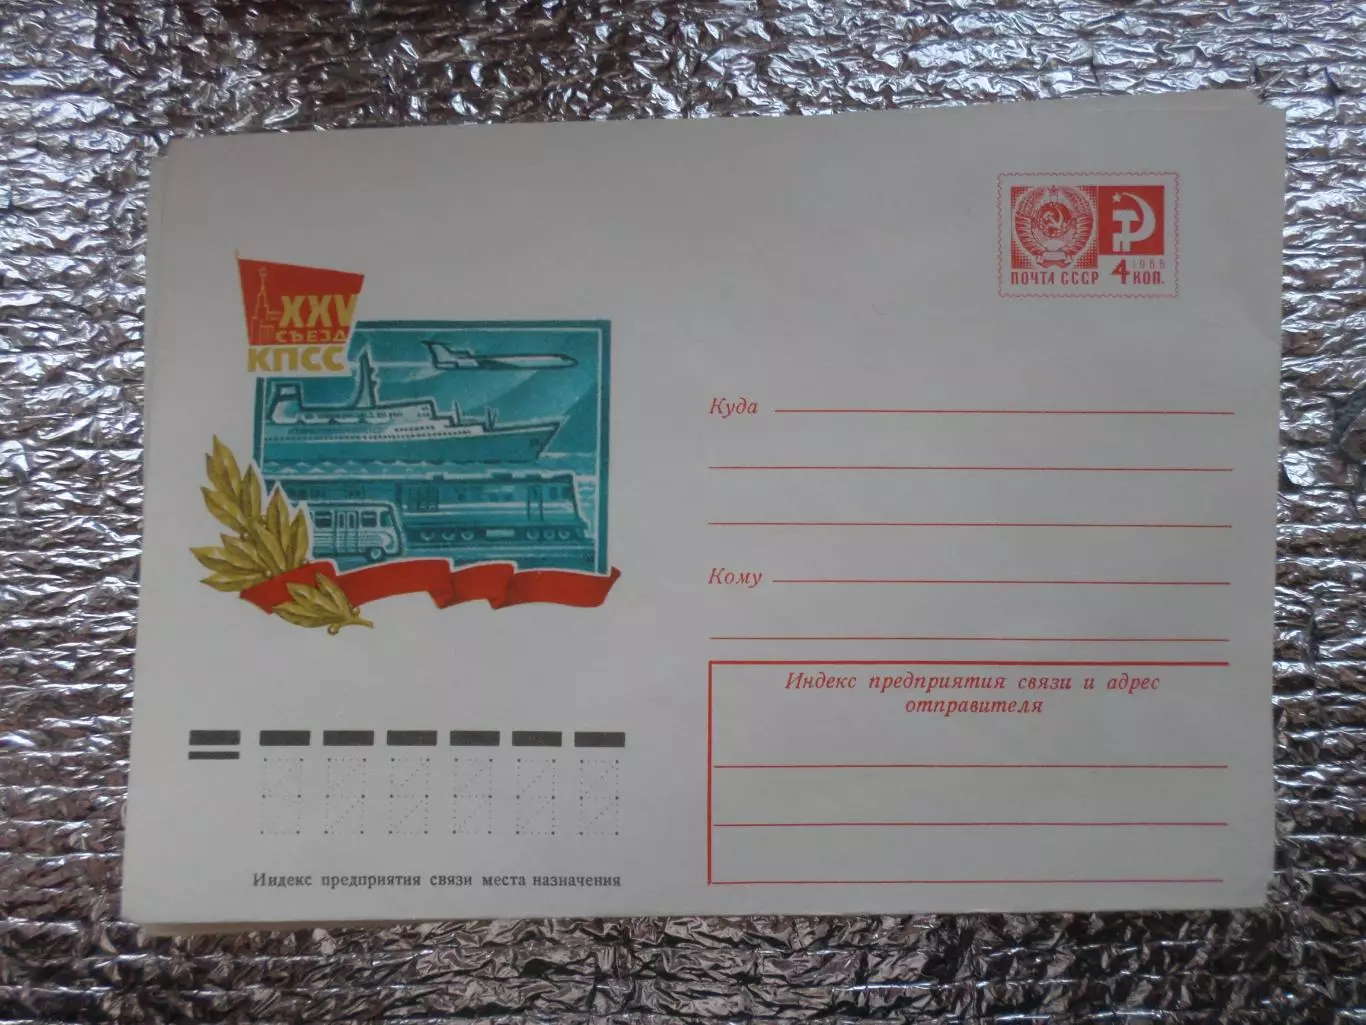 XXV
СЪЕЗД
КПСС
ПОЧТА СССР
4 1966
КОП.
Куда
Кому
Индекс предприятия связи и адрес
отправителя
Индекс предприятия связи места назначения